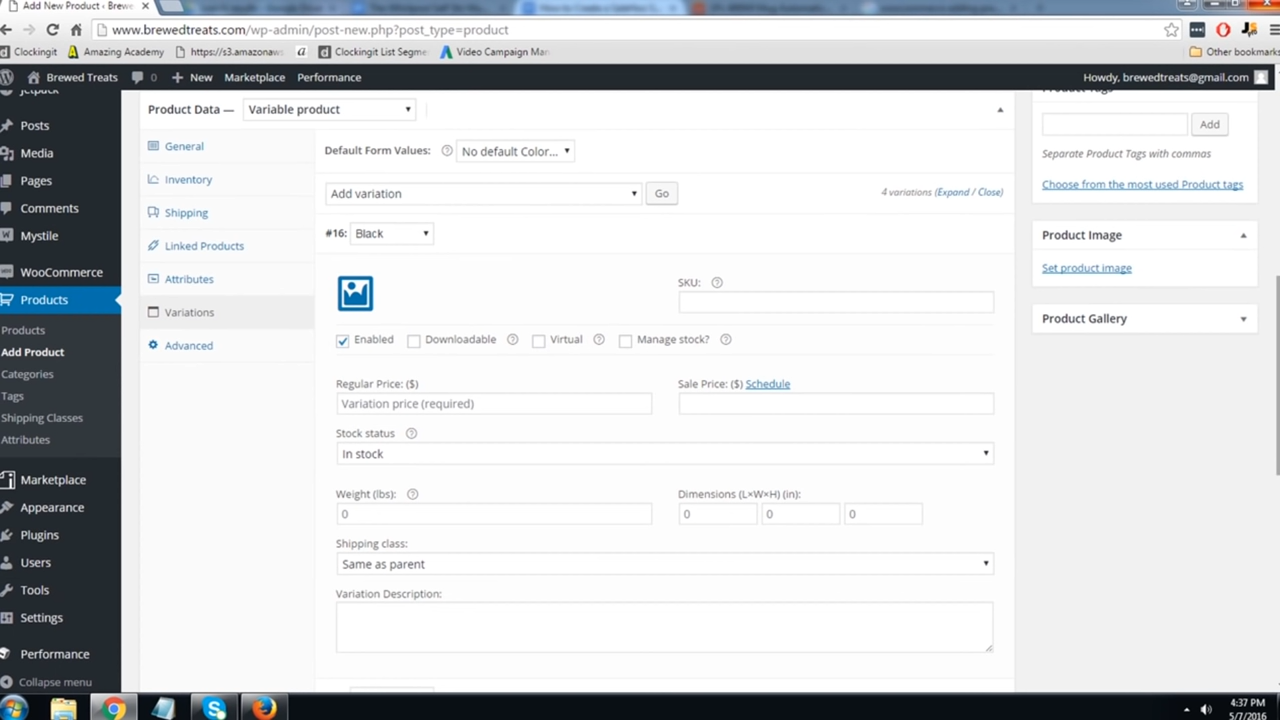 Add New Product ‹ Brewe
www.brewedtreats.com/wp-admin/post-new.php?post_type=product
Clockingit Amazing Academy https://s3.amazonaw a Clockingit List Segme Video Campaign Man Other bookmarks
Brewed Treats 0 New Marketplace Performance Howdy, brewedtreats@gmail.com
Jetpack
Posts
Media
Pages
Comments
Mystile
WooCommerce
Products
Products
Add Product
Categories
Tags
Shipping Classes
Attributes
Marketplace
Appearance
Plugins
Users
Tools
Settings
Performance
Collapse menu
Product Data — Variable product
General
Inventory
Shipping
Linked Products
Attributes
Variations
Advanced
Default Form Values: ? No default Color...
Add variation Go 4 variations (Expand / Close)
#16: Black
SKU: ?
Enabled Downloadable ? Virtual ? Manage stock? ?
Regular Price: ($) Sale Price: ($) Schedule
Variation price (required)
Stock status ?
In stock
Weight (lbs): ? Dimensions (L×W×H) (in):
0 0 0 0
Shipping class:
Same as parent
Variation Description:
Product Tags
Add
Separate Product Tags with commas
Choose from the most used Product tags
Product Image
Set product image
Product Gallery
4:37 PM
5/7/2016